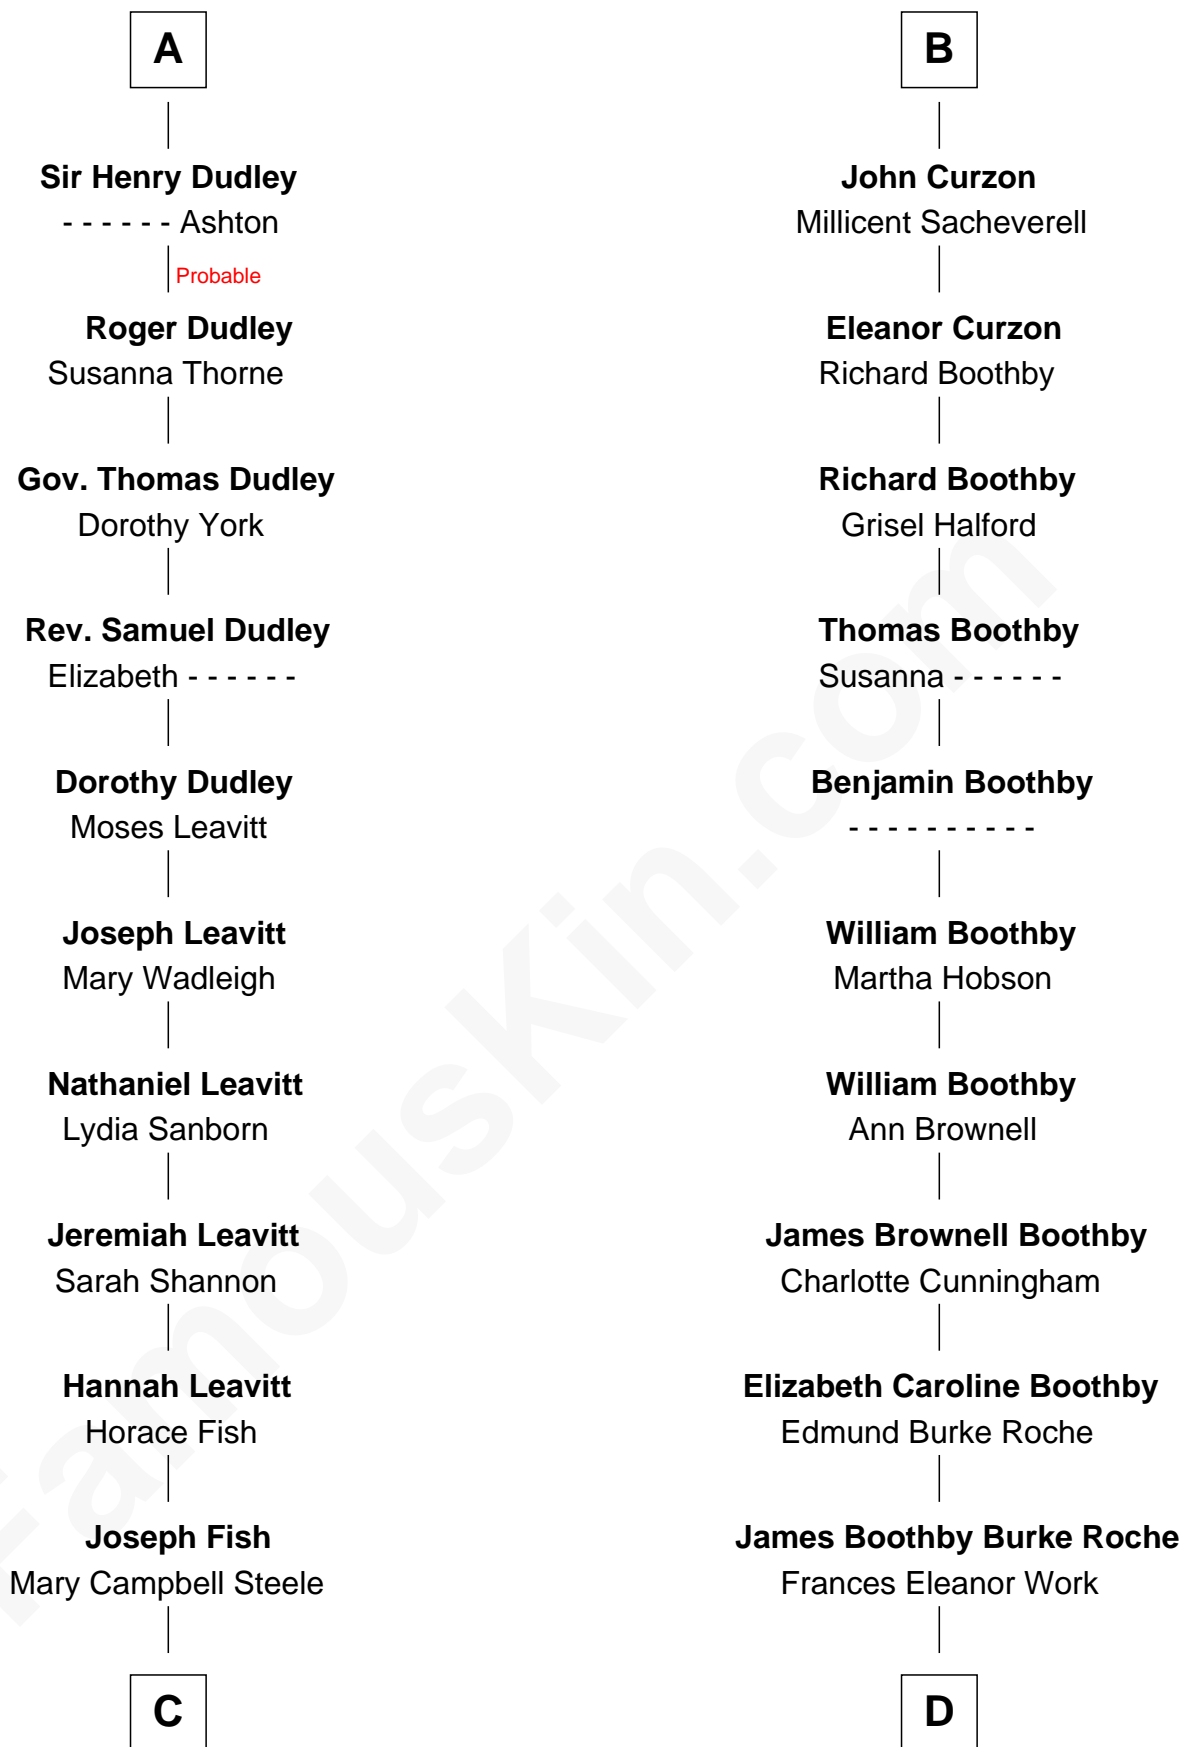 A
Sir Henry Dudley
- - - - - - Ashton
Probable
Roger Dudley
Susanna Thorne
Gov. Thomas Dudley
Dorothy York
Rev. Samuel Dudley
Elizabeth - - - - - -
Dorothy Dudley
Moses Leavitt
Joseph Leavitt
Mary Wadleigh
Nathaniel Leavitt
Lydia Sanborn
Jeremiah Leavitt
Sarah Shannon
Hannah Leavitt
Horace Fish
Joseph Fish
Mary Campbell Steele
C
B
John Curzon
Millicent Sacheverell
Eleanor Curzon
Richard Boothby
Richard Boothby
Grisel Halford
Thomas Boothby
Susanna - - - - - -
Benjamin Boothby
- - - - - - - - - -
William Boothby
Martha Hobson
William Boothby
Ann Brownell
James Brownell Boothby
Charlotte Cunningham
Elizabeth Caroline Boothby
Edmund Burke Roche
James Boothby Burke Roche
Frances Eleanor Work
D
FamousKin.com